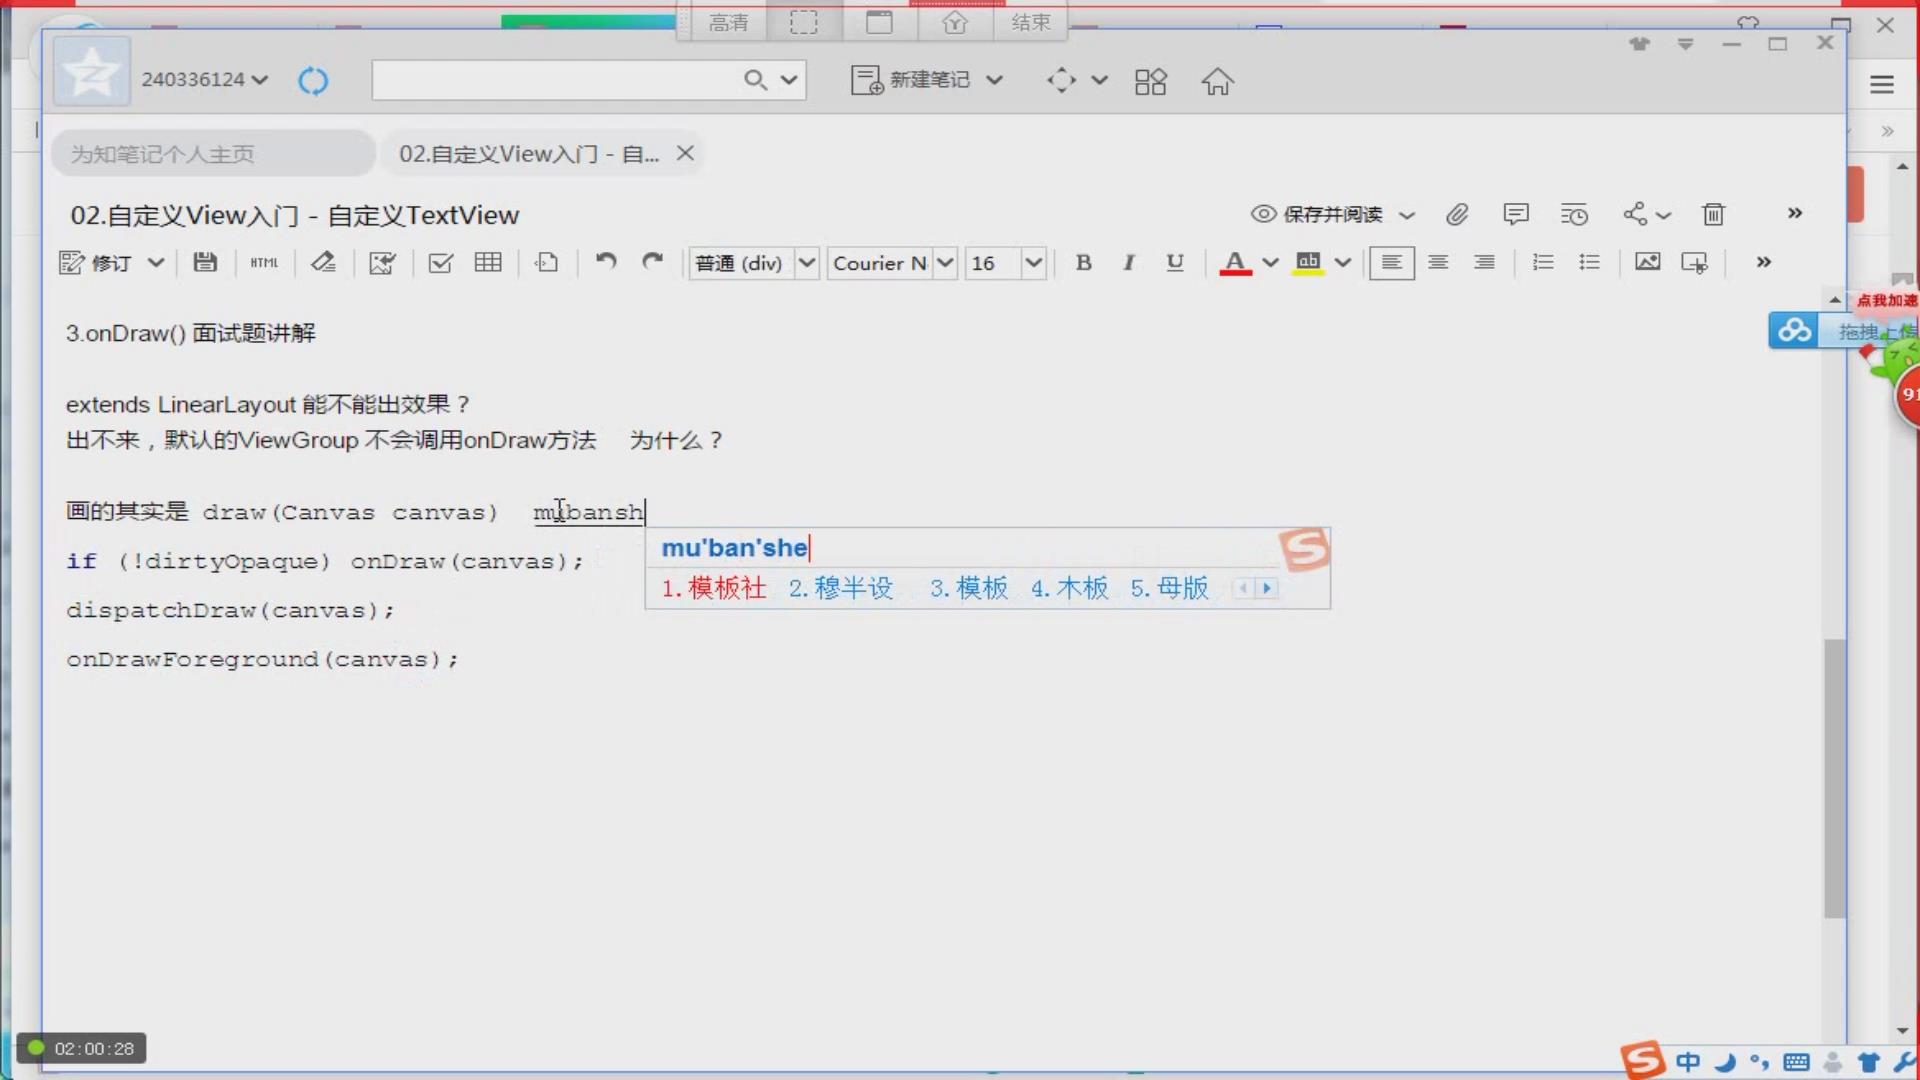 高清
结束
240336124
新建笔记
为知笔记个人主页
02.自定义View入门 - 自...
02.自定义View入门 - 自定义TextView
保存并阅读
修订
HTML
普通 (div)
Courier N
16
B
I
U
A
ab
点我加速
拖拽上传
91
3.onDraw() 面试题讲解
extends LinearLayout 能不能出效果？
出不来，默认的ViewGroup 不会调用onDraw方法 为什么？
画的其实是 draw(Canvas canvas) mubansh
mu'ban'she
1.模板社 2.穆半设 3.模板 4.木板 5.母版
if (!dirtyOpaque) onDraw(canvas);
dispatchDraw(canvas);
onDrawForeground(canvas);
02:00:28
中